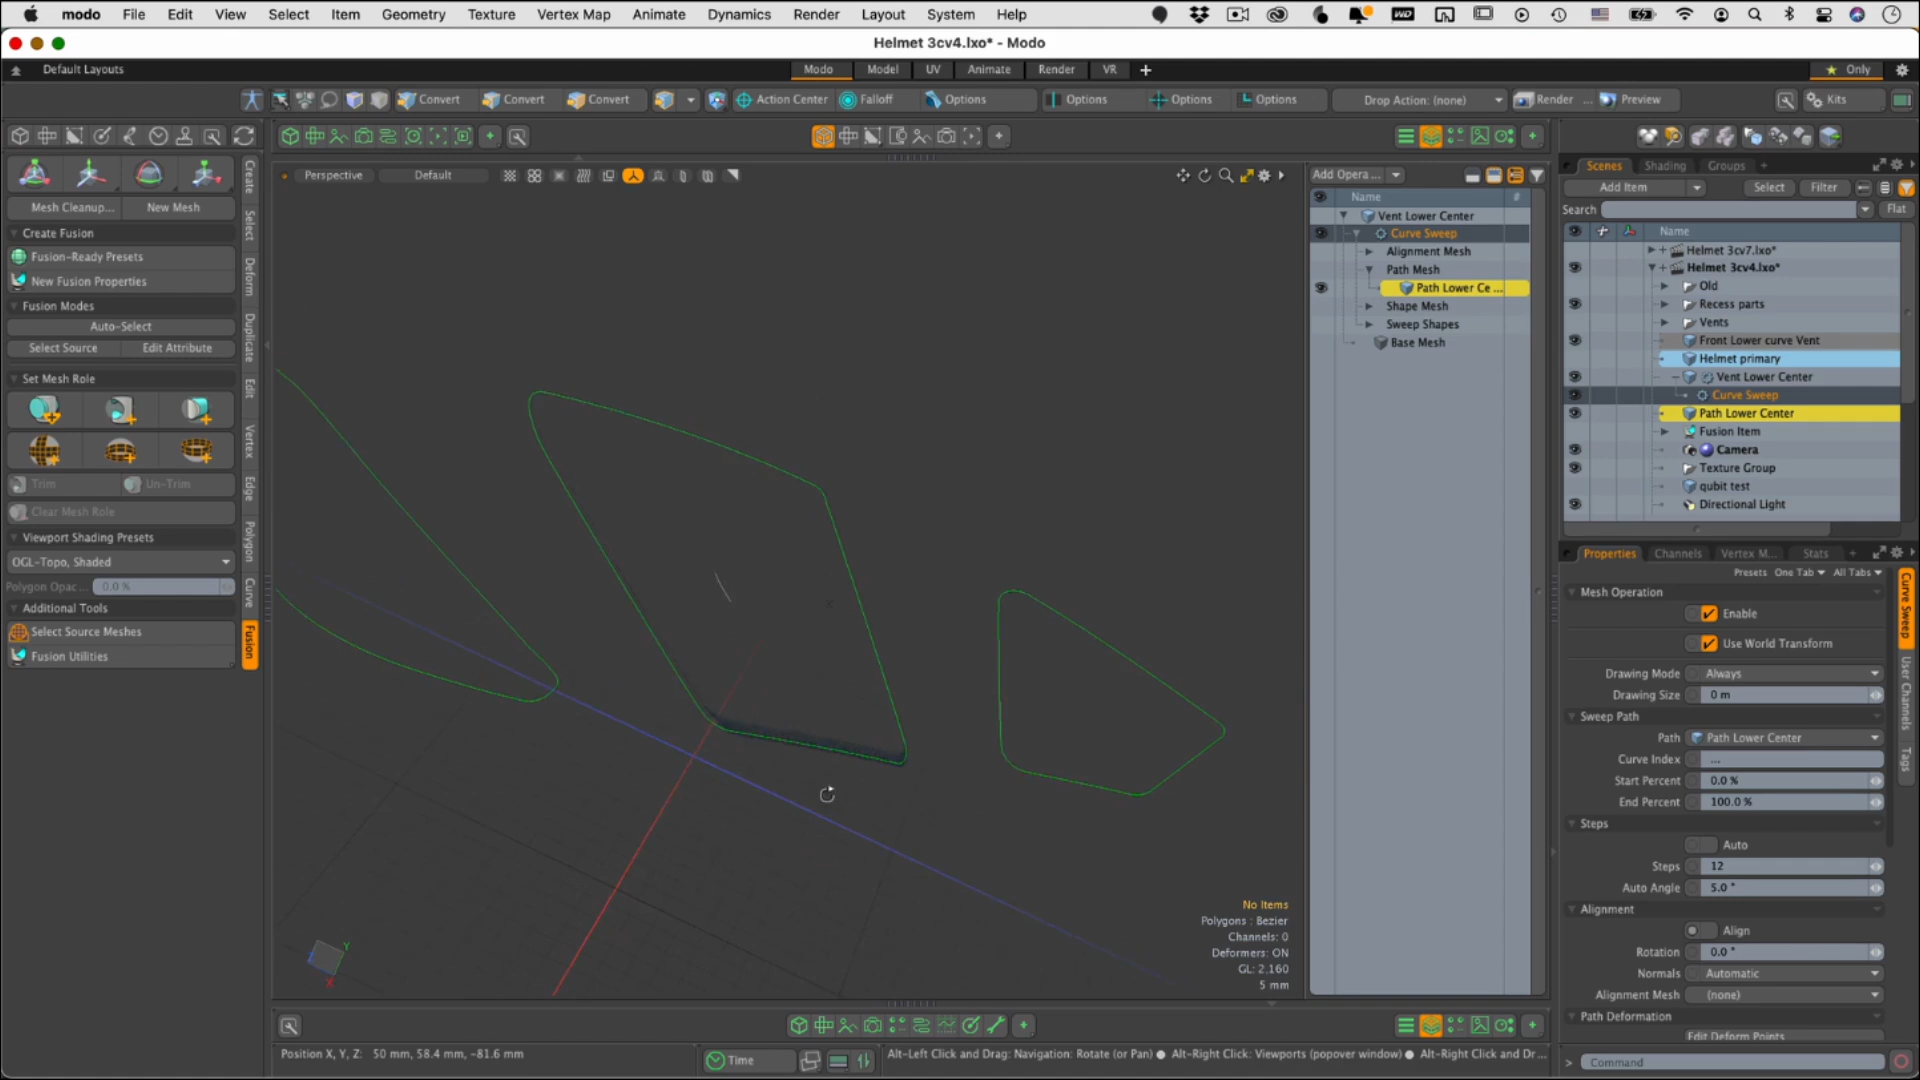 modo File Edit View Select Item Geometry Texture Vertex Map Animate Dynamics Render Layout System Help
Helmet 3cv4.lxo* - Modo
Default Layouts
Modo Model UV Animate Render VR
Only
Convert Convert Convert Action Center Falloff Options Options Options Options Drop Action: (none) Render ... Preview Kits
Perspective Default
Mesh Cleanup... New Mesh
Create Fusion
Fusion-Ready Presets
New Fusion Properties
Fusion Modes
Auto-Select
Select Source Edit Attribute
Set Mesh Role
Trim Un-Trim
Clear Mesh Role
Viewport Shading Presets
OGL-Topo, Shaded
Polygon Opac ... 0.0 %
Additional Tools
Select Source Meshes
Fusion Utilities
Create
Select
Deform
Duplicate
Edit
Vertex
Edge
Polygon
Curve
Fusion
No Items
Polygons : Bezier
Channels: 0
Deformers: ON
GL: 2,160
5 mm
Y
X
Add Opera ...
Name #
Vent Lower Center
Curve Sweep
Alignment Mesh
Path Mesh
Path Lower Ce ...
Shape Mesh
Sweep Shapes
Base Mesh
Scenes Shading Groups
Add Item Select Filter
Search Flat
Name
Helmet 3cv7.lxo*
Helmet 3cv4.lxo*
Old
Recess parts
Vents
Front Lower curve Vent
Helmet primary
Vent Lower Center
Curve Sweep
Path Lower Center
Fusion Item
Camera
Texture Group
qubit test
Directional Light
Properties Channels Vertex M... Stats
Presets One Tab All Tabs
Mesh Operation
Enable
Use World Transform
Drawing Mode Always
Drawing Size 0 m
Sweep Path
Path Path Lower Center
Curve Index ...
Start Percent 0.0 %
End Percent 100.0 %
Steps
Auto
Steps 12
Auto Angle 5.0 °
Alignment
Align
Rotation 0.0 °
Normals Automatic
Alignment Mesh (none)
Path Deformation
Edit Deform Points
Curve Sweep
User Channels
Tags
Position X, Y, Z: 50 mm, 58.4 mm, -81.6 mm
Time
Alt-Left Click and Drag: Navigation: Rotate (or Pan) ● Alt-Right Click: Viewports (popover window) ● Alt-Right Click and Dr...
> Command